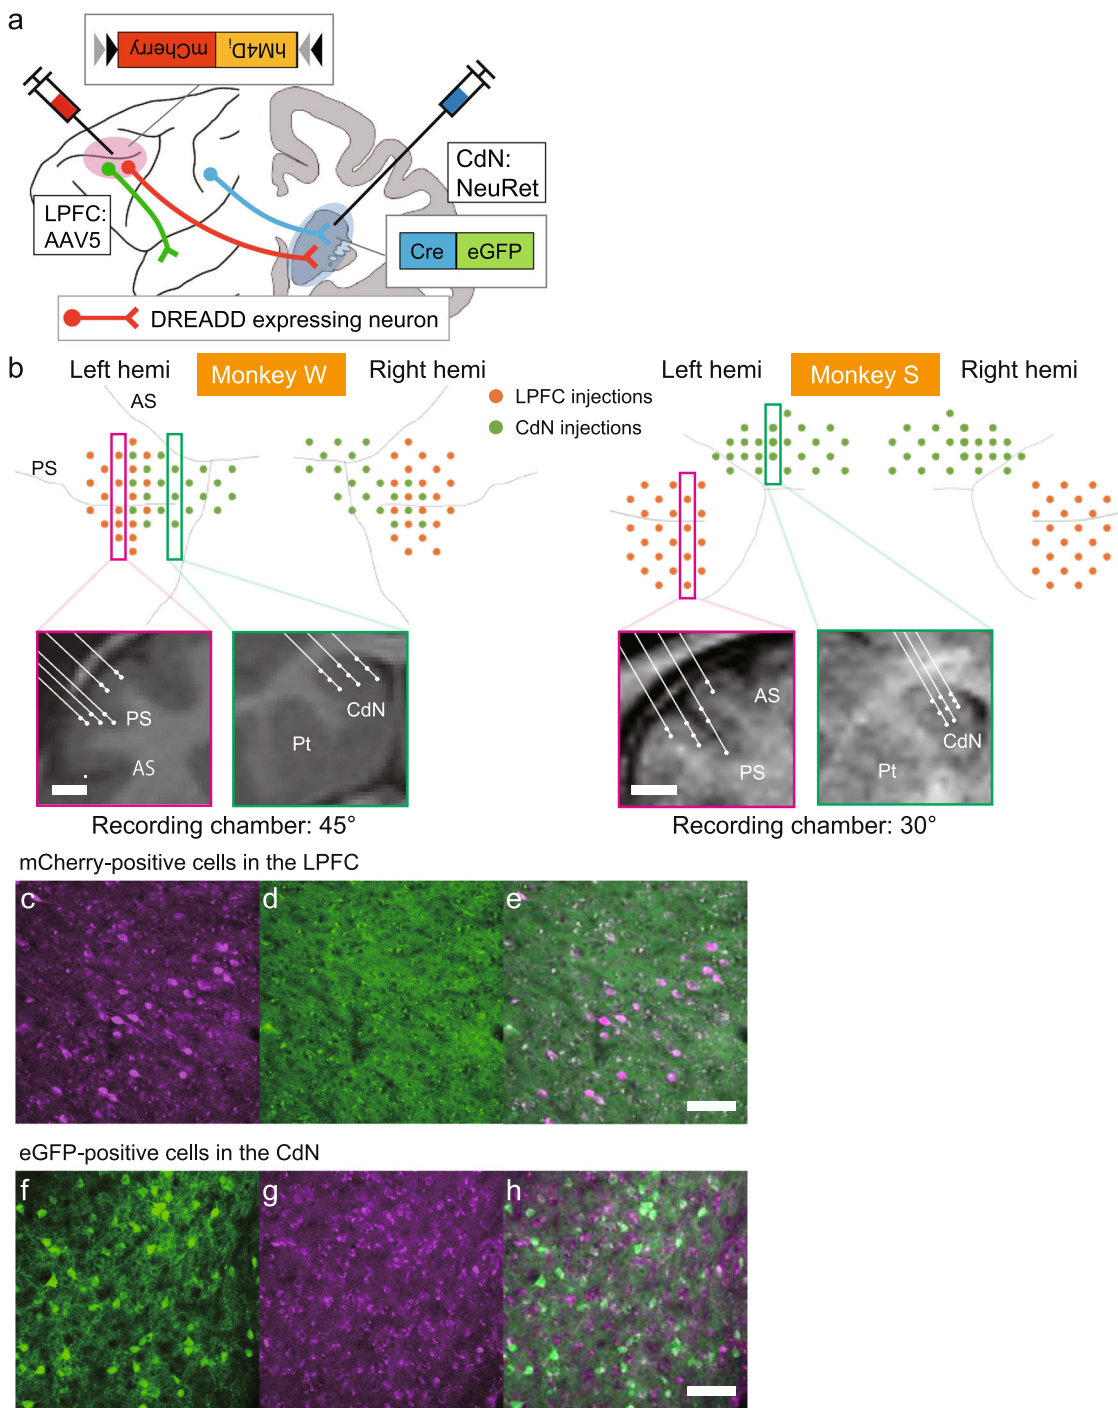 a
mCherry hM4Di
CdN:
NeuRet
LPFC:
AAV5
Cre eGFP
DREADD expressing neuron
b
Left hemi Monkey W Right hemi
AS
PS
LPFC injections
CdN injections
Left hemi Monkey S Right hemi
PS
AS
CdN
Pt
AS
PS
CdN
Pt
Recording chamber: 45°
Recording chamber: 30°
mCherry-positive cells in the LPFC
c d e
eGFP-positive cells in the CdN
f g h